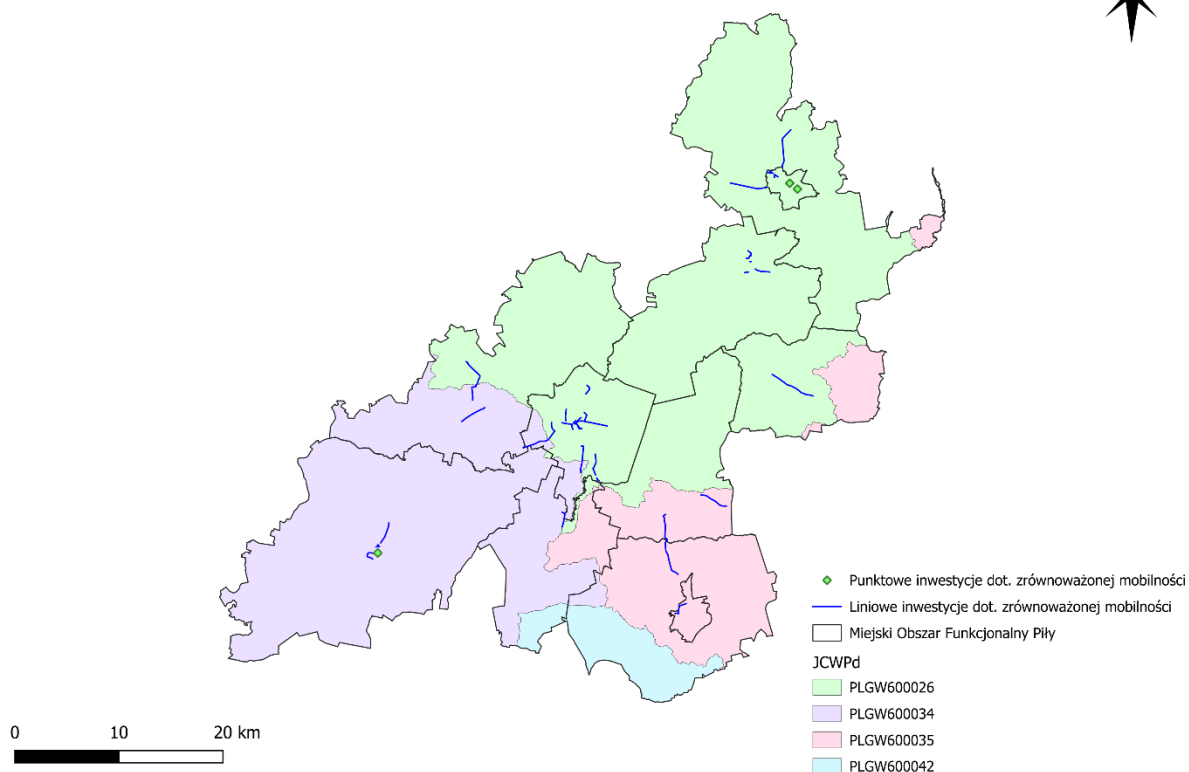 Punktowe inwestycje dot. zrównoważonej mobilności
Liniowe inwestycje dot. zrównoważonej mobilności
Miejski Obszar Funkcjonalny Piły
JCWPd
PLGW600026
PLGW600034
PLGW600035
PLGW600042
0 10 20 km